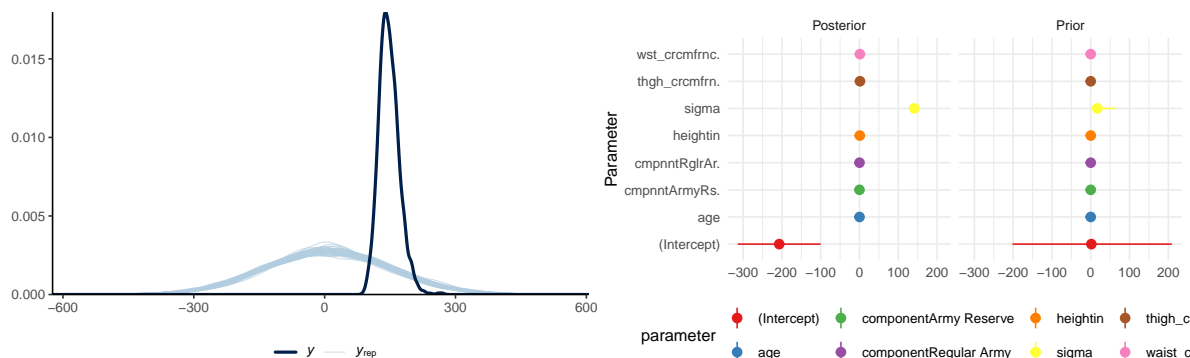 0.015
0.010
0.005
0.000
−600
−300
0
300
600
y
yrep
Posterior
Prior
Parameter
wst_crcmfrnc.
thgh_crcmfrn.
sigma
heightin
cmpnntRglrAr.
cmpnntArmyRs.
age
(Intercept)
−300 −200 −100 0 100 200
−300 −200 −100 0 100 200
parameter
(Intercept) componentArmy Reserve heightin thigh_c
age componentRegular Army sigma waist_c